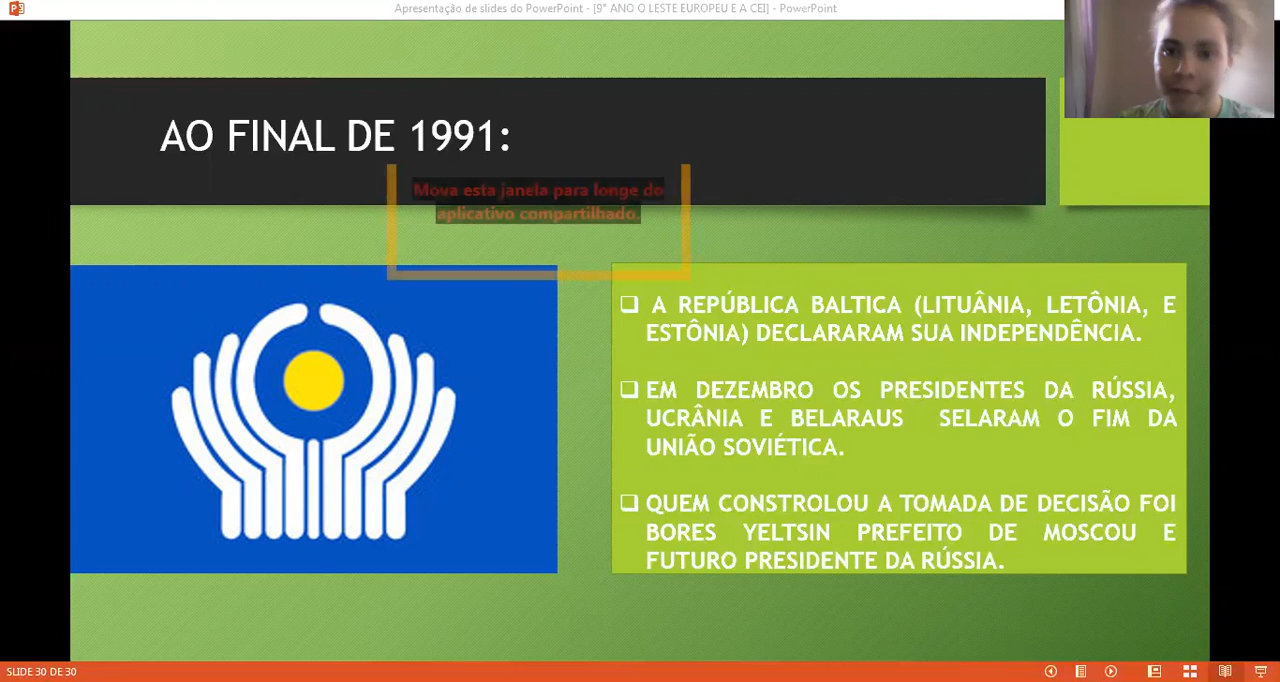 Apresentação de slides do PowerPoint - [9° ANO O LESTE EUROPEU E A CEI] - PowerPoint
AO FINAL DE 1991:
Mova esta janela para longe do
aplicativo compartilhado.
A REPÚBLICA BALTICA (LITUÂNIA, LETÔNIA, E
ESTÔNIA) DECLARARAM SUA INDEPENDÊNCIA.
EM DEZEMBRO OS PRESIDENTES DA RÚSSIA,
UCRÂNIA E BELARAUS SELARAM O FIM DA
UNIÃO SOVIÉTICA.
QUEM CONSTROLOU A TOMADA DE DECISÃO FOI
BORES YELTSIN PREFEITO DE MOSCOU E
FUTURO PRESIDENTE DA RÚSSIA.
SLIDE 30 DE 30